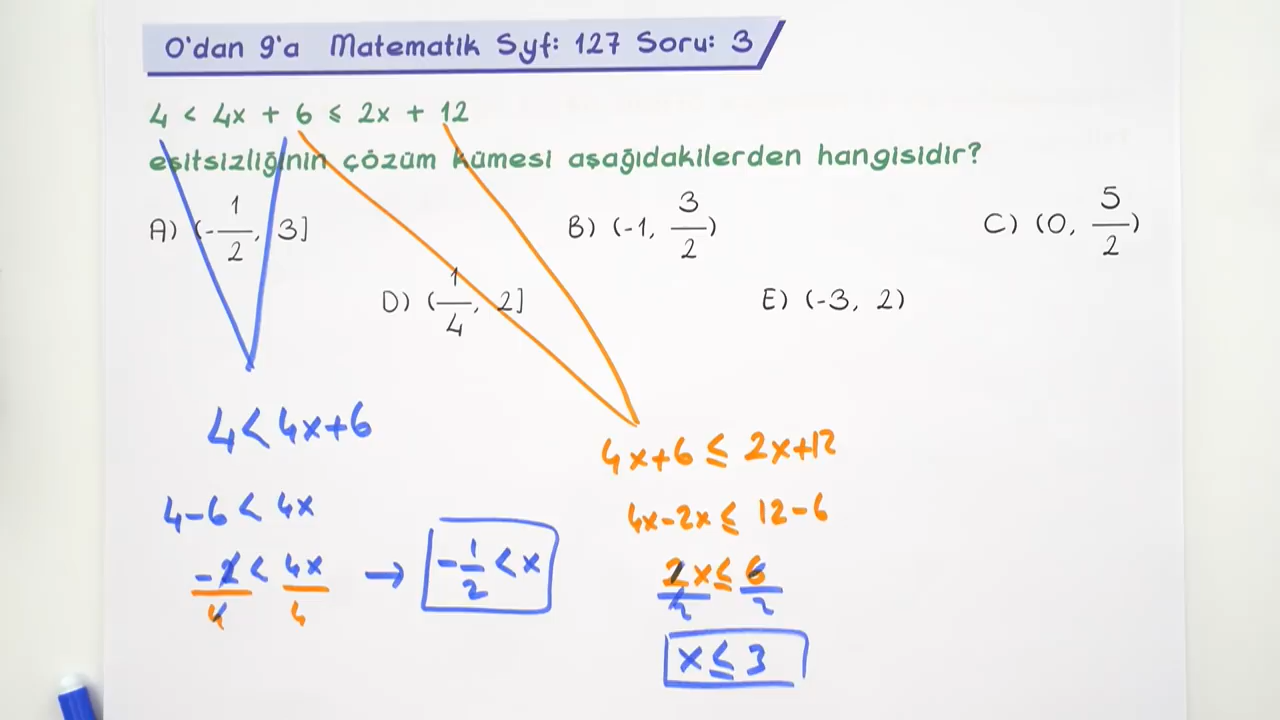 0'dan 9'a Matematik Syf: 127 Soru: 3
4 < 4x + 6 ≤ 2x + 12
eşitsizliğinin çözüm kümesi aşağıdakilerden hangisidir?
A) (-1/2, 3]
B) (-1, 3/2)
C) (0, 5/2)
D) (1/4, 2]
E) (-3, 2)
4 < 4x+6
4-6 < 4x
-2/4 < 4x/4 → -1/2 < x
4x+6 ≤ 2x+12
4x-2x ≤ 12-6
2x/2 ≤ 6/2
x ≤ 3